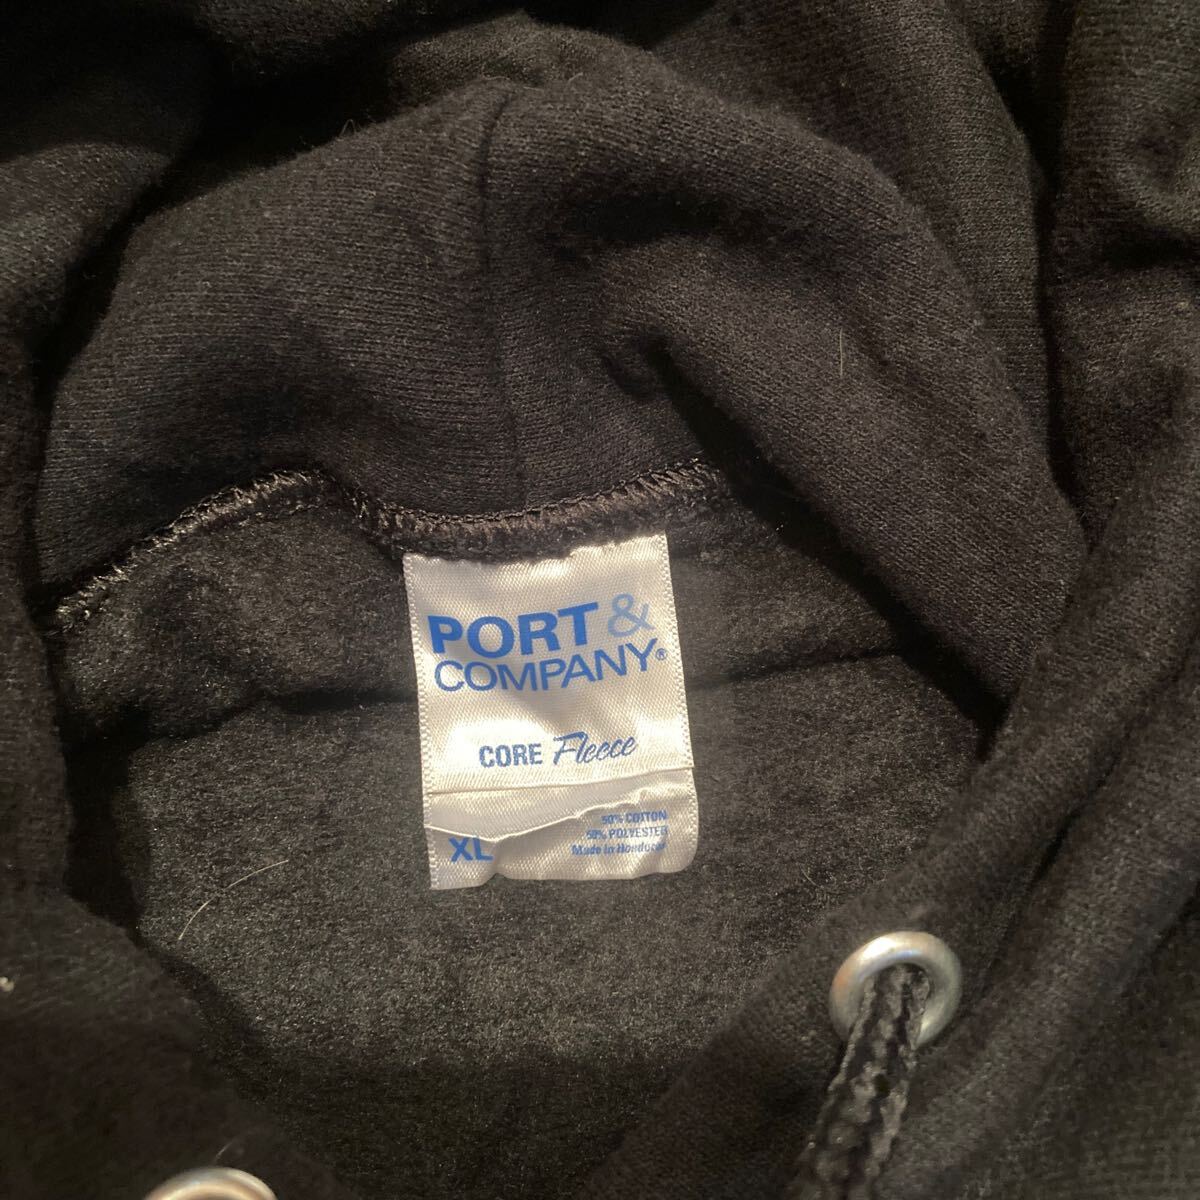 PORT &
COMPANY®
CORE Fleece
XL
50% COTTON
50% POLYESTER
Made in Honduras